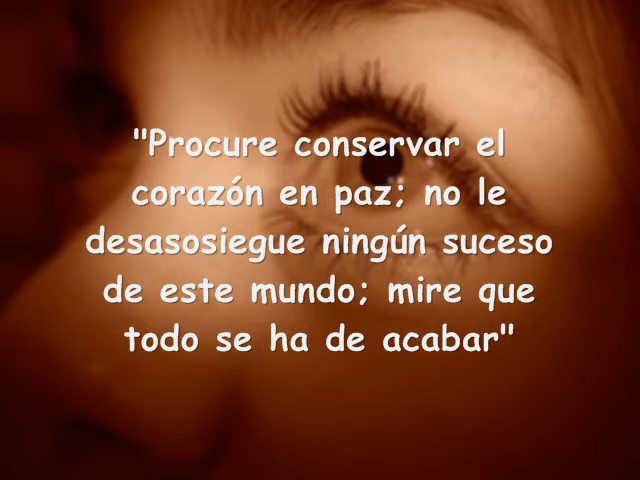 "Procure conservar el
corazón en paz; no le
desasosiegue ningún suceso
de este mundo; mire que
todo se ha de acabar"